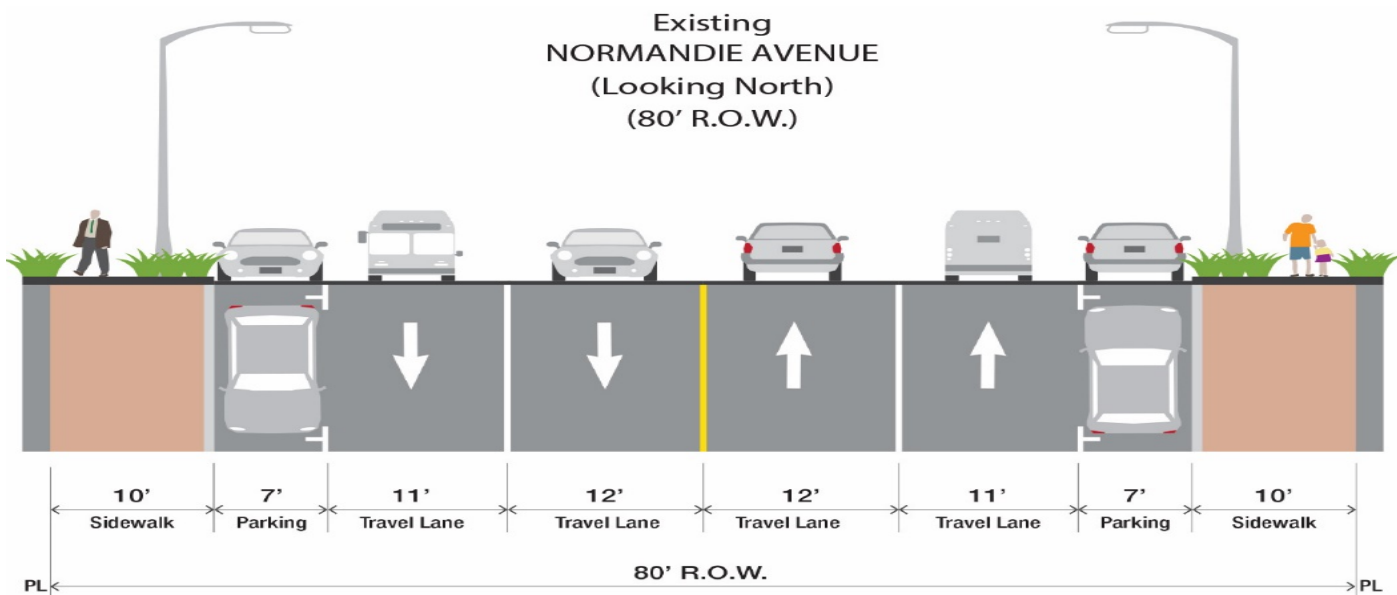 Existing
NORMANDIE AVENUE
(Looking North)
(80’ R.O.W.)
10’ 7’ 11’ 12’ 12’ 11’ 7’ 10’
Sidewalk Parking Travel Lane Travel Lane Travel Lane Travel Lane Parking Sidewalk
80’ R.O.W.
PL PL